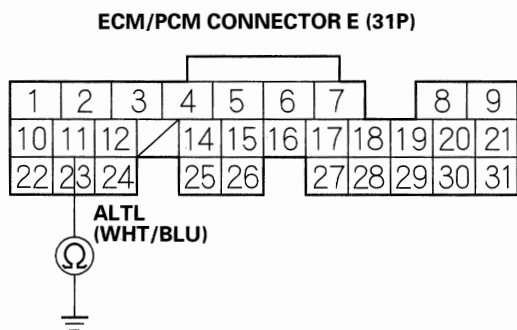 ECM/PCM CONNECTOR E (31P)
1 2 3 4 5 6 7 8 9
10 11 12 14 15 16 17 18 19 20 21
22 23 24 25 26 27 28 29 30 31
ALTL
(WHT/BLU)
Ω